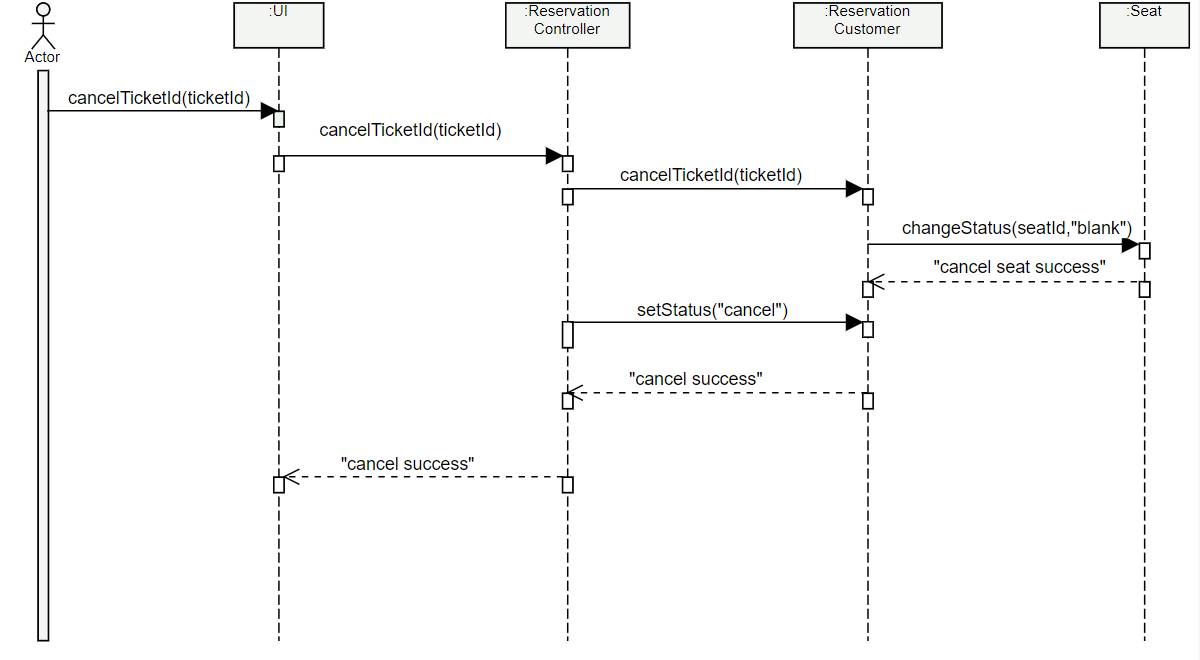 :UI
:Reservation
Controller
:Reservation
Customer
:Seat
Actor
cancelTicketId(ticketId)
cancelTicketId(ticketId)
cancelTicketId(ticketId)
changeStatus(seatId,"blank")
"cancel seat success"
setStatus("cancel")
"cancel success"
"cancel success"